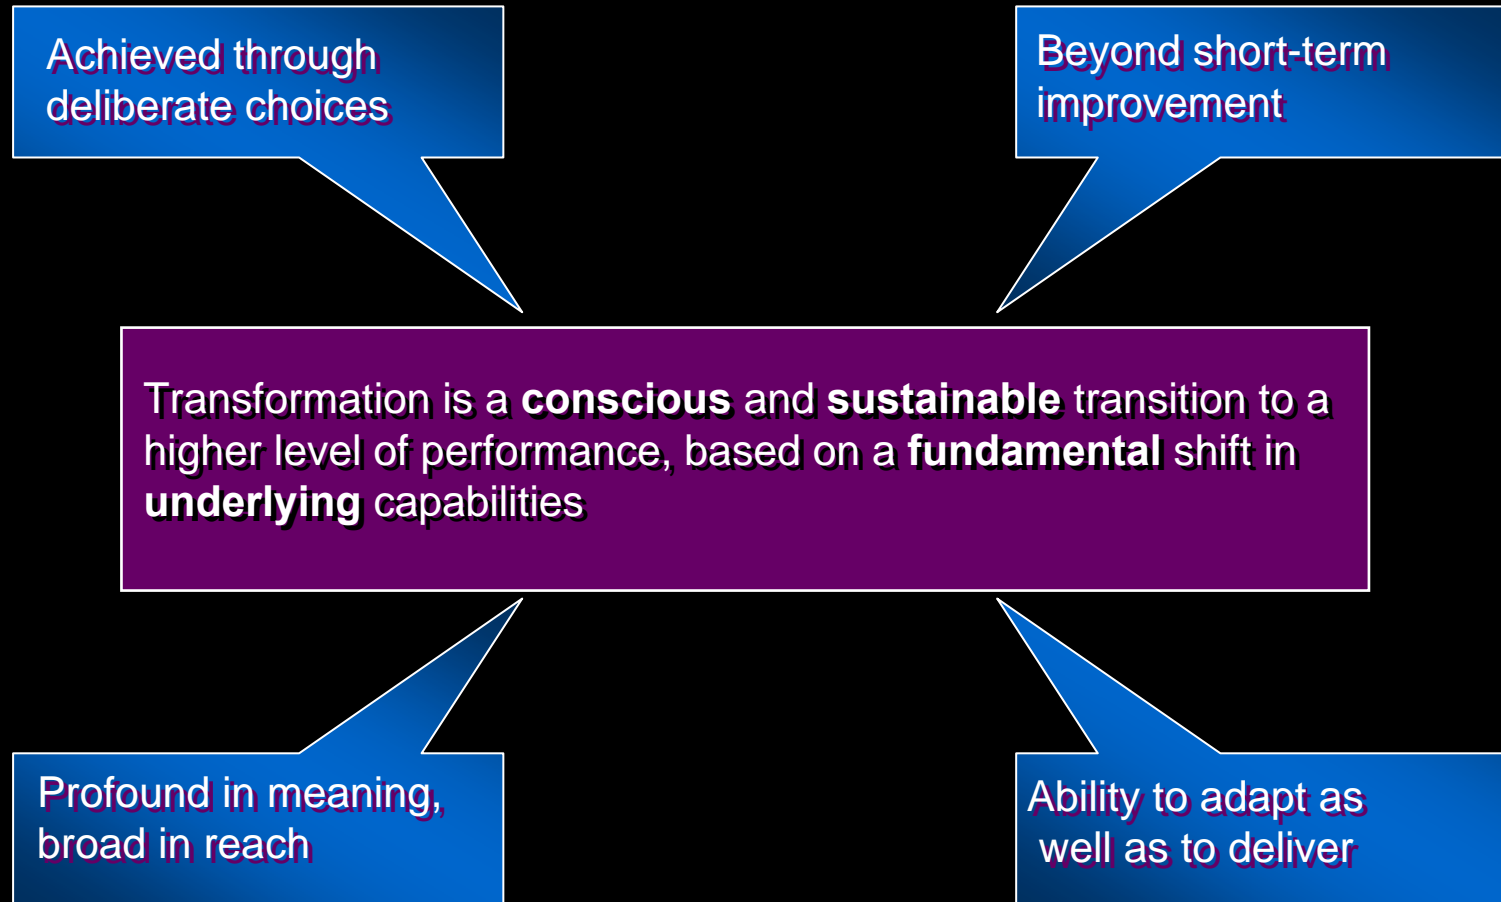 Achieved through
deliberate choices
Beyond short-term
improvement
Transformation is a conscious and sustainable transition to a
higher level of performance, based on a fundamental shift in
underlying capabilities
Profound in meaning,
broad in reach
Ability to adapt as
well as to deliver